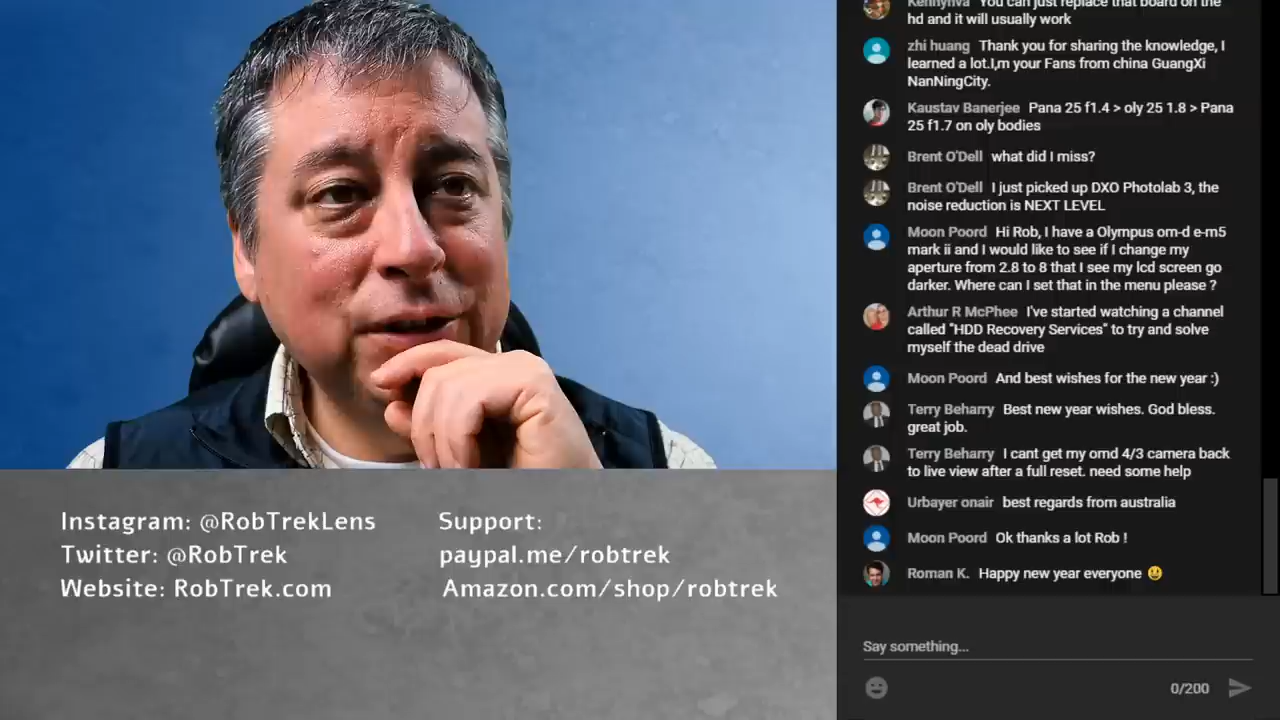 Instagram: @RobTrekLens
Twitter: @RobTrek
Website: RobTrek.com
Support:
paypal.me/robtrek
Amazon.com/shop/robtrek
Kennynva You can just replace that board on the
hd and it will usually work
zhi huang Thank you for sharing the knowledge, I
learned a lot.I,m your Fans from china GuangXi
NanNingCity.
Kaustav Banerjee Pana 25 f1.4 > oly 25 1.8 > Pana
25 f1.7 on oly bodies
Brent O'Dell what did I miss?
Brent O'Dell I just picked up DXO Photolab 3, the
noise reduction is NEXT LEVEL
Moon Poord Hi Rob, I have a Olympus om-d e-m5
mark ii and I would like to see if I change my
aperture from 2.8 to 8 that I see my lcd screen go
darker. Where can I set that in the menu please ?
Arthur R McPhee I've started watching a channel
called "HDD Recovery Services" to try and solve
myself the dead drive
Moon Poord And best wishes for the new year :)
Terry Beharry Best new year wishes. God bless.
great job.
Terry Beharry I cant get my omd 4/3 camera back
to live view after a full reset. need some help
Urbayer onair best regards from australia
Moon Poord Ok thanks a lot Rob !
Roman K. Happy new year everyone 😃
Say something...
0/200